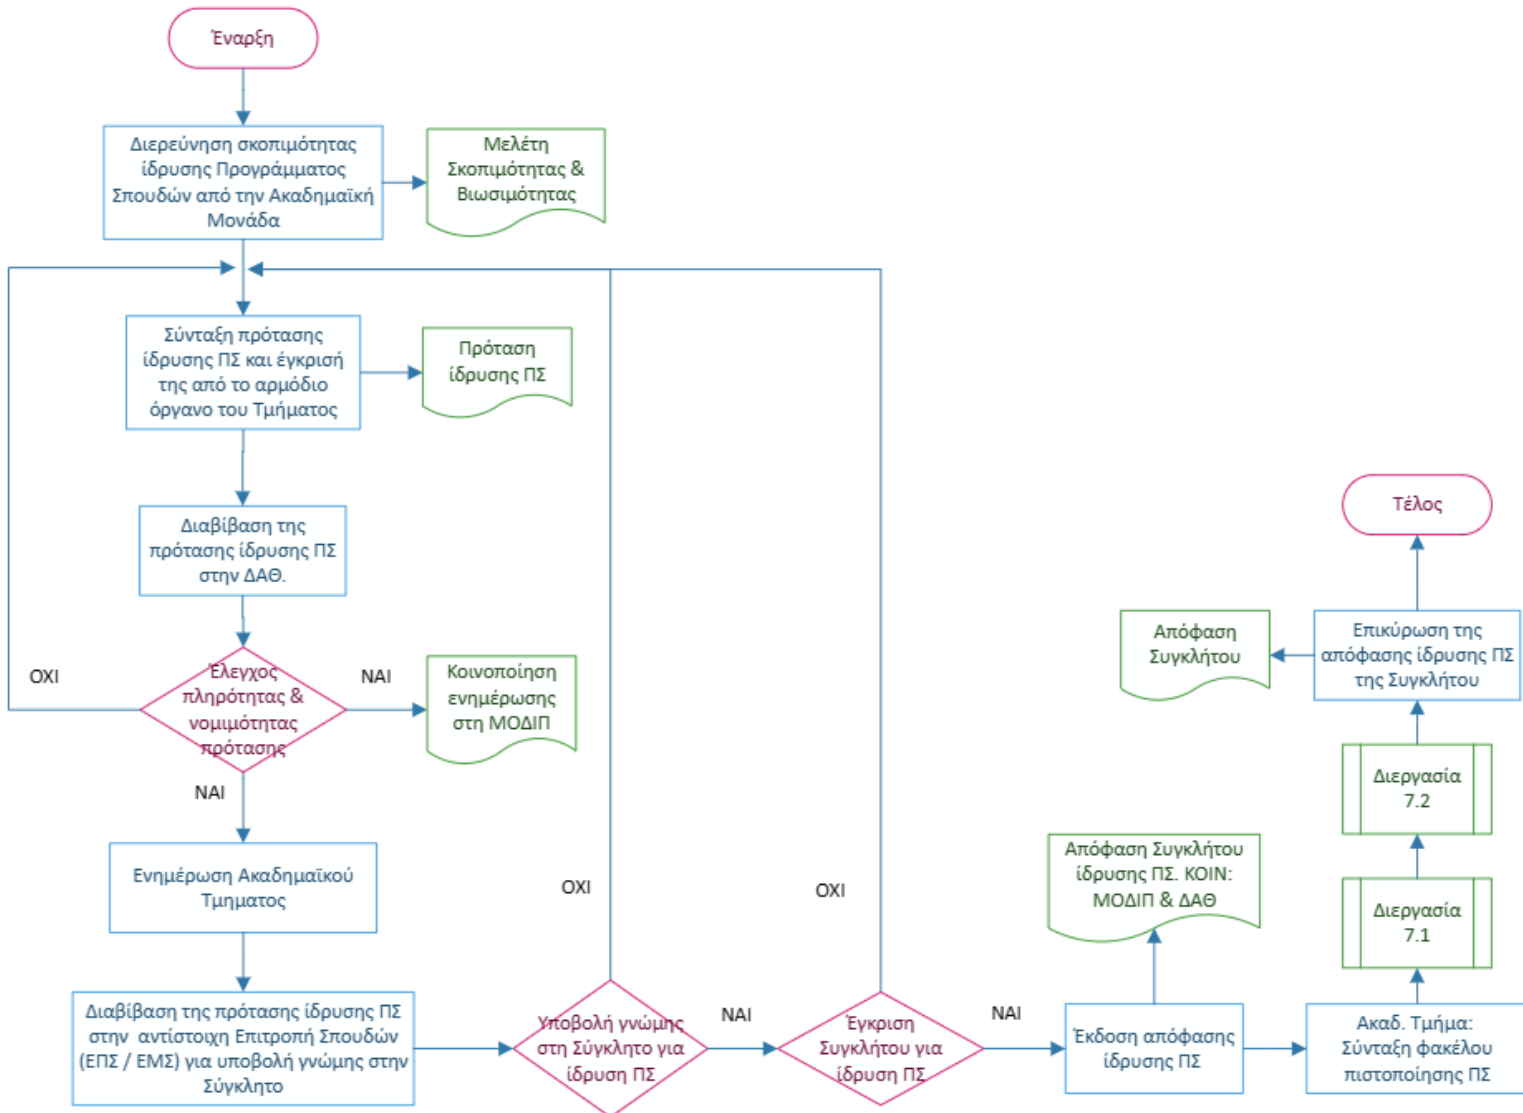 Έναρξη
Διερεύνηση σκοπιμότητας
ίδρυσης Προγράμματος
Σπουδών από την Ακαδημαϊκή
Μονάδα
Μελέτη
Σκοπιμότητας &
Βιωσιμότητας
Σύνταξη πρότασης
ίδρυσης ΠΣ και έγκρισή
της από το αρμόδιο
όργανο του Τμήματος
Πρόταση
ίδρυσης ΠΣ
Διαβίβαση της
πρότασης ίδρυσης ΠΣ
στην ΔΑΘ.
ΟΧΙ
Έλεγχος
πληρότητας &
νομιμότητας
πρότασης
ΝΑΙ
Κοινοποίηση
ενημέρωσης
στη ΜΟΔΙΠ
ΝΑΙ
Ενημέρωση Ακαδημαϊκού
Τμηματος
Διαβίβαση της πρότασης ίδρυσης ΠΣ
στην αντίστοιχη Επιτροπή Σπουδών
(ΕΠΣ / ΕΜΣ) για υποβολή γνώμης στην
Σύγκλητο
ΟΧΙ
Υποβολή γνώμης
στη Σύγκλητο για
ίδρυση ΠΣ
ΝΑΙ
ΟΧΙ
Έγκριση
Συγκλήτου για
ίδρυση ΠΣ
ΝΑΙ
Έκδοση απόφασης
ίδρυσης ΠΣ
Απόφαση Συγκλήτου
ίδρυσης ΠΣ. ΚΟΙΝ:
ΜΟΔΙΠ & ΔΑΘ
Ακαδ. Τμήμα:
Σύνταξη φακέλου
πιστοποίησης ΠΣ
Διεργασία
7.1
Διεργασία
7.2
Επικύρωση της
απόφασης ίδρυσης ΠΣ
της Συγκλήτου
Απόφαση
Συγκλήτου
Τέλος